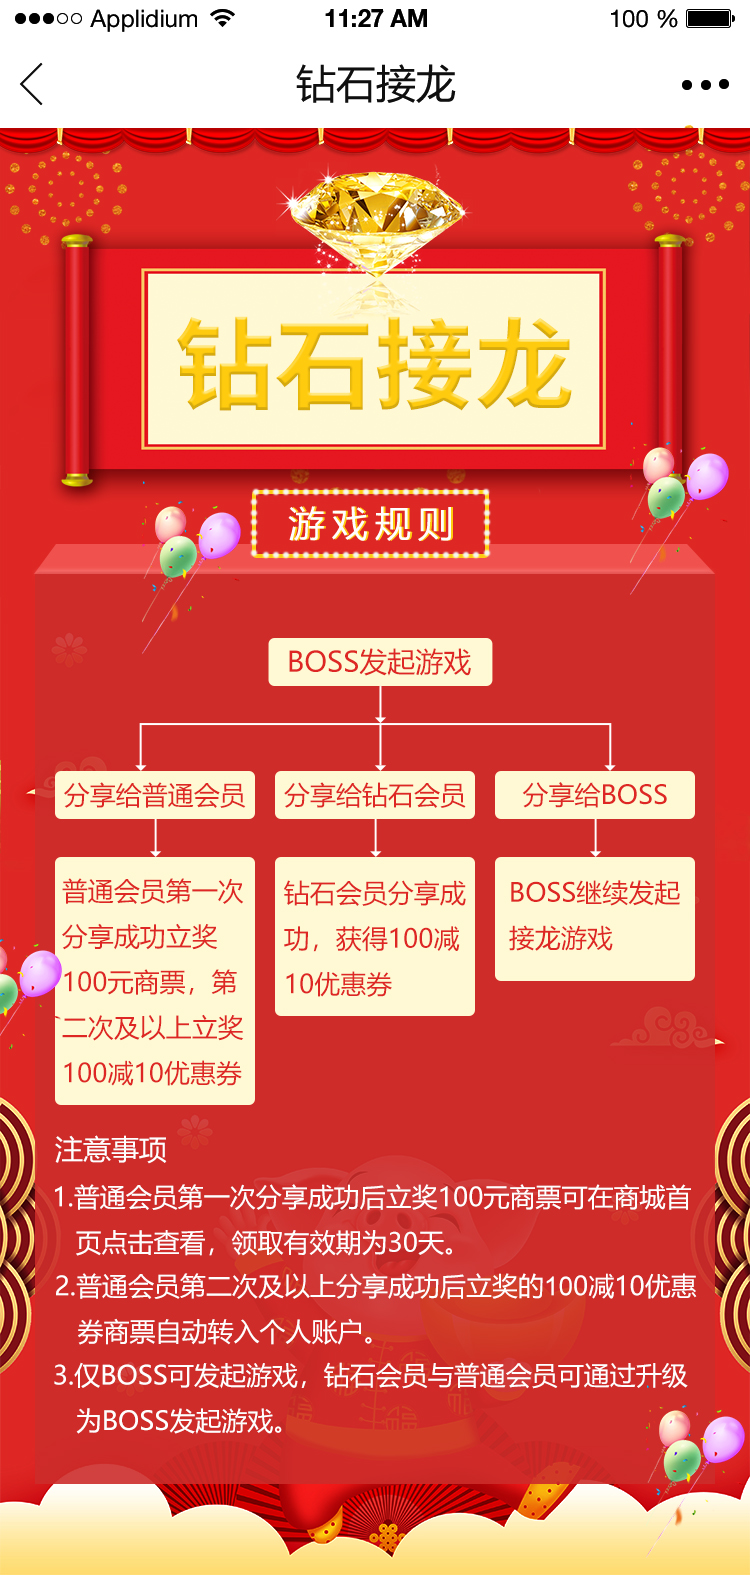 Applidium 11:27 AM 100 %
钻石接龙
钻石接龙
游戏规则
BOSS发起游戏
分享给普通会员 分享给钻石会员 分享给BOSS
普通会员第一次
分享成功立奖
100元商票，第
二次及以上立奖
100减10优惠券
钻石会员分享成
功，获得100减
10优惠券
BOSS继续发起
接龙游戏
注意事项
1.普通会员第一次分享成功后立奖100元商票可在商城首
页点击查看，领取有效期为30天。
2.普通会员第二次及以上分享成功后立奖的100减10优惠
券商票自动转入个人账户。
3.仅BOSS可发起游戏，钻石会员与普通会员可通过升级
为BOSS发起游戏。